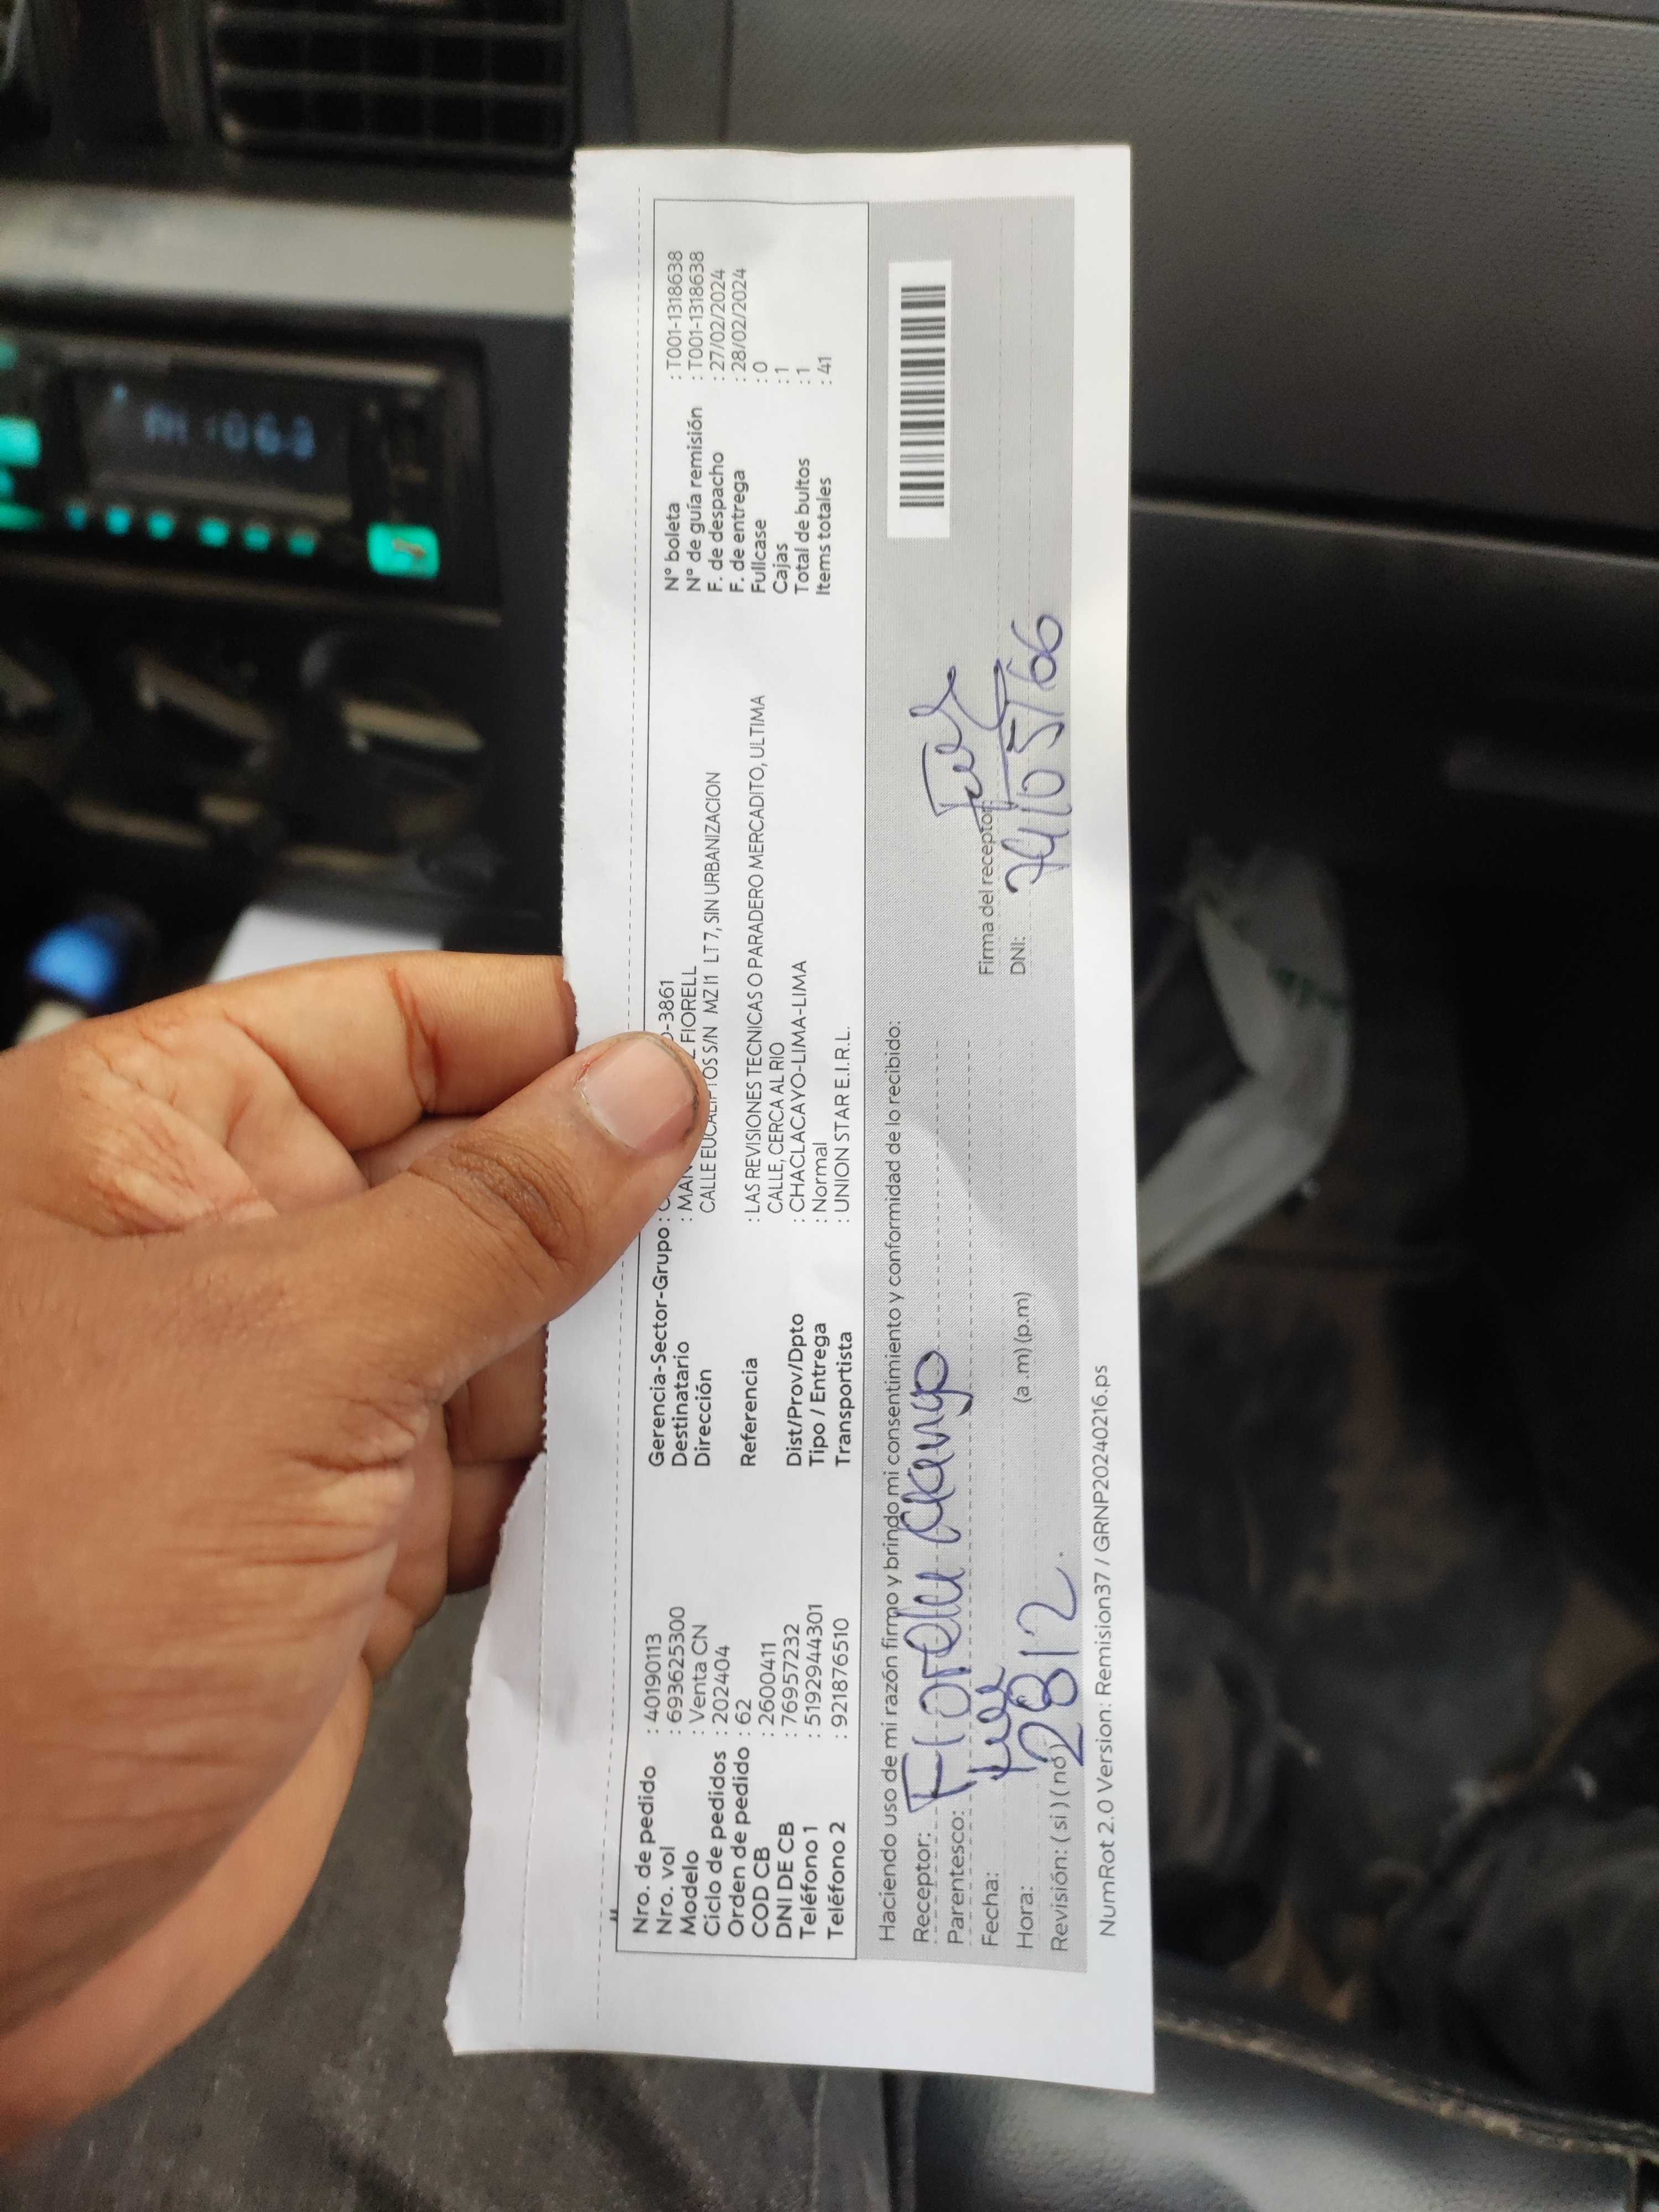 Nro. de pedido : 40190113
Nro. vol : 693625300
Modelo : Venta CN
Ciclo de pedidos : 202404
Orden de pedido : 62
COD CB : 2600411
DNI DE CB : 76957232
Teléfono 1 : 5192944301
Teléfono 2 : 921876510
Gerencia-Sector-Grupo : -3861
Destinatario : FIORELL
Dirección CALLE S/N MZ I1 LT 7, SIN URBANIZACION
Referencia : LAS REVISIONES TECNICAS O PARADERO MERCADITO, ULTIMA
CALLE, CERCA AL RIO
Dist/Prov/Dpto : CHACLACAYO-LIMA-LIMA
Tipo / Entrega : Normal
Transportista : UNION STAR E.I.R.L.
N° boleta : T001-1318638
N° de guía remisión : T001-1318638
F. de despacho : 27/02/2024
F. de entrega : 28/02/2024
Fullcase : 0
Cajas : 1
Total de bultos : 1
Items totales : 41
Haciendo uso de mi razón firmo y brindo mi consentimiento y conformidad de lo recibido:
Receptor: Fiorella
Parentesco:
Fecha:
Hora: (a .m) (p.m)
Revisión: ( si ) ( no ) 2812.
Firma del receptor
DNI: 74105166
NumRot 2.0 Version: Remision37 / GRNP20240216.ps